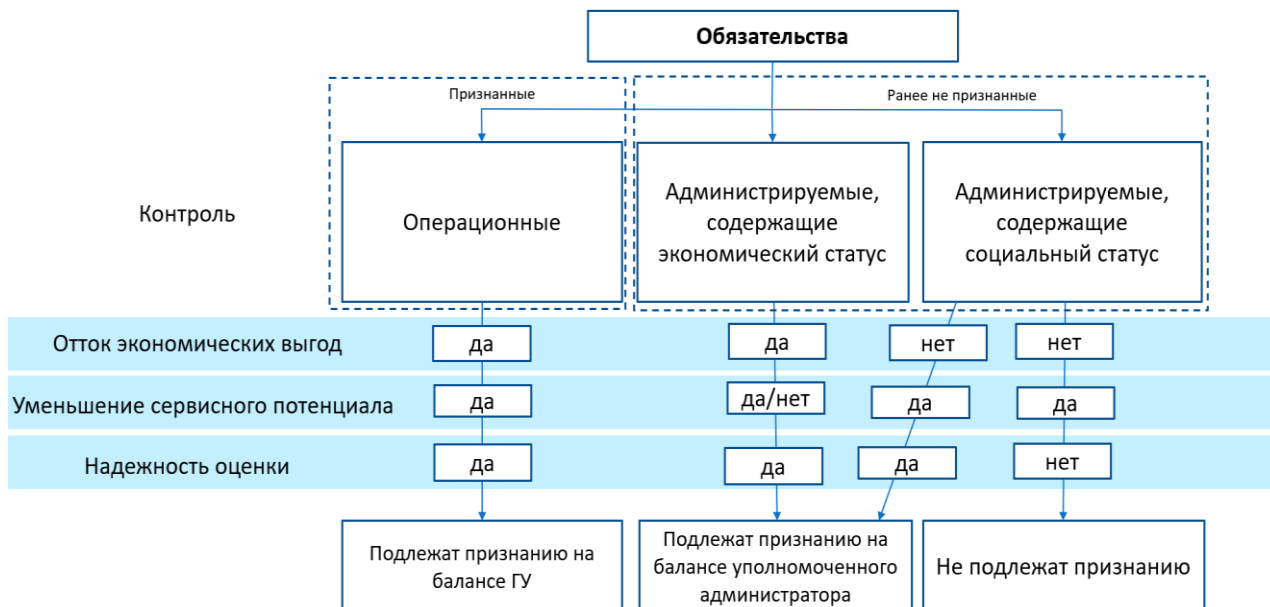 Обязательства
Признанные
Ранее не признанные
Контроль
Операционные
Администрируемые,
содержащие
экономический статус
Администрируемые,
содержащие
социальный статус
Отток экономических выгод
да
да
нет
нет
Уменьшение сервисного потенциала
да
да/нет
да
да
Надежность оценки
да
да
да
нет
Подлежат признанию на
балансе ГУ
Подлежат признанию на
балансе уполномоченного
администратора
Не подлежат признанию